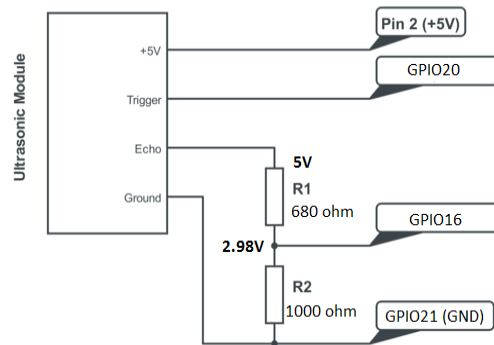 Ultrasonic Module
+5V
Trigger
Echo
Ground
Pin 2 (+5V)
GPIO20
5V
R1
680 ohm
2.98V
GPIO16
R2
1000 ohm
GPIO21 (GND)